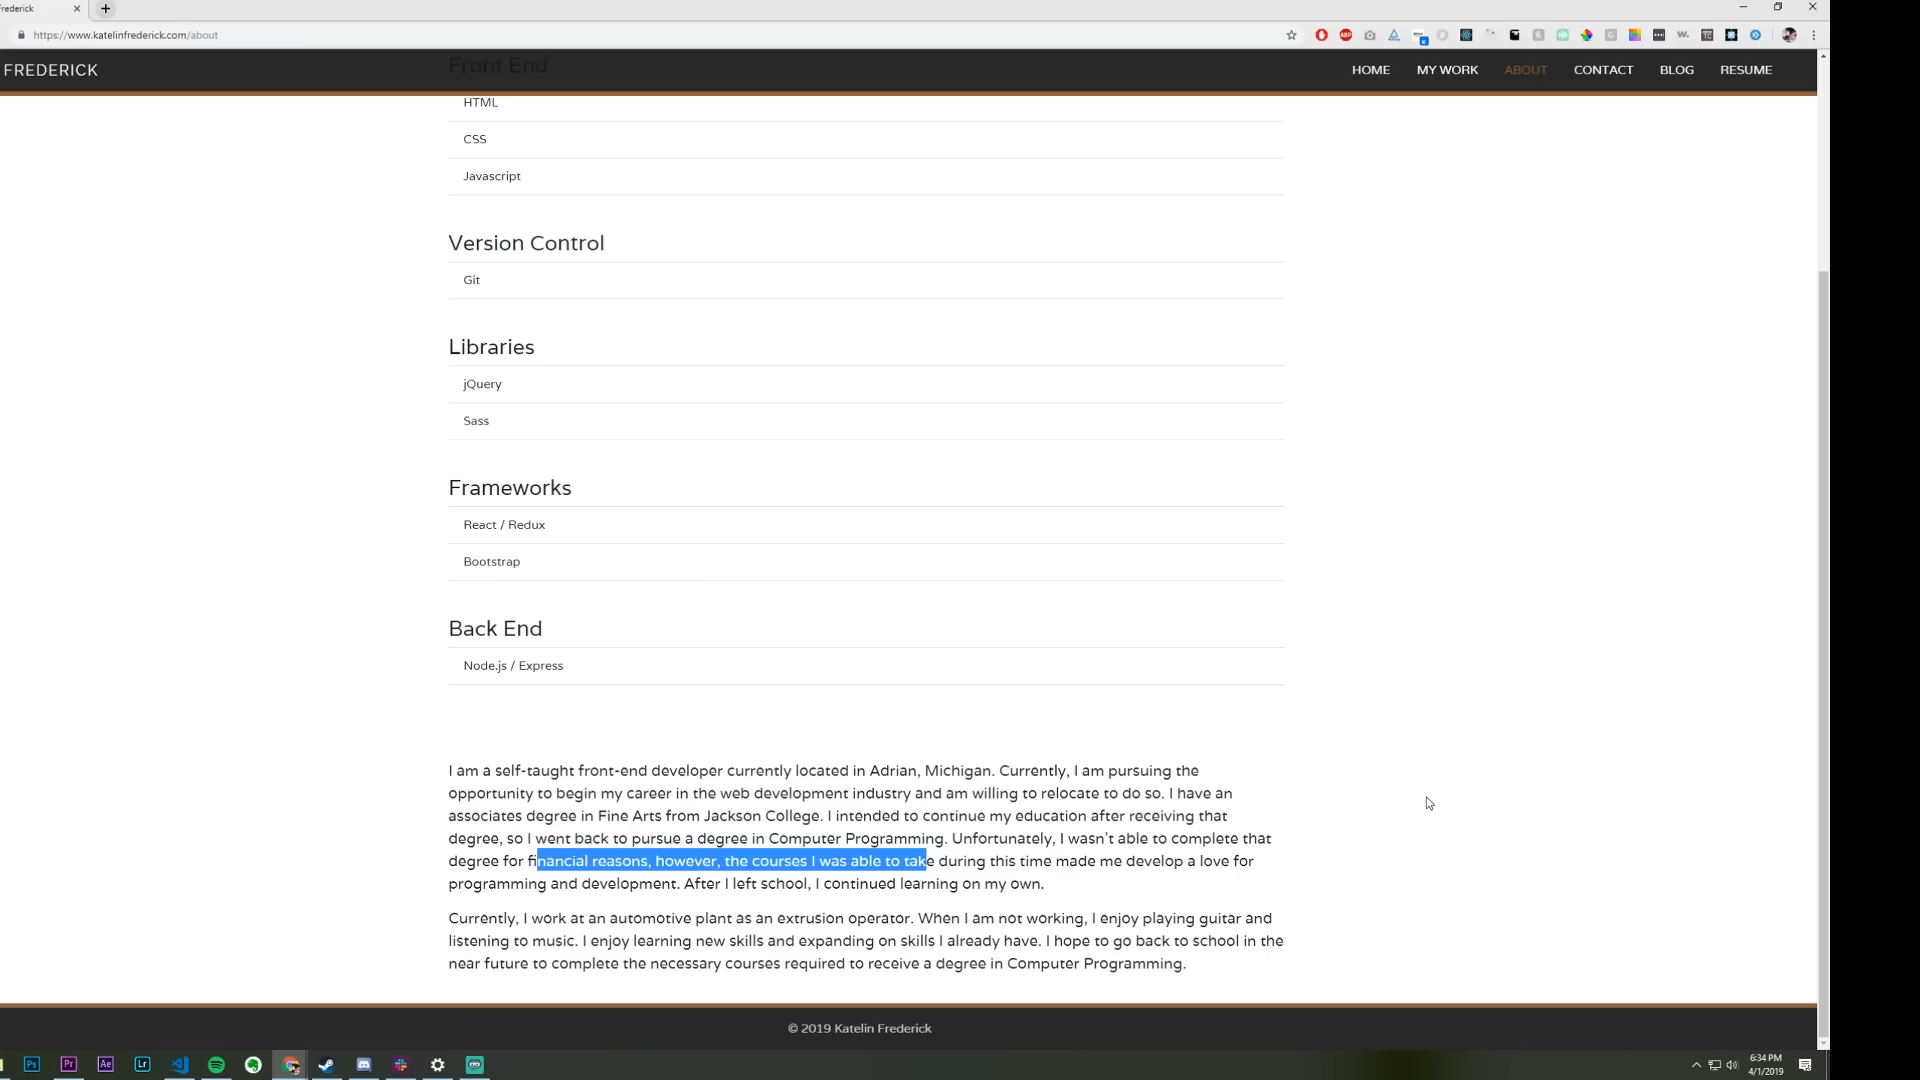 Frederick
https://www.katelinfrederick.com/about
FREDERICK
HOME MY WORK ABOUT CONTACT BLOG RESUME
Front End
HTML
CSS
Javascript
Version Control
Git
Libraries
jQuery
Sass
Frameworks
React / Redux
Bootstrap
Back End
Node.js / Express
I am a self-taught front-end developer currently located in Adrian, Michigan. Currently, I am pursuing the
opportunity to begin my career in the web development industry and am willing to relocate to do so. I have an
associates degree in Fine Arts from Jackson College. I intended to continue my education after receiving that
degree, so I went back to pursue a degree in Computer Programming. Unfortunately, I wasn't able to complete that
degree for financial reasons, however, the courses I was able to take during this time made me develop a love for
programming and development. After I left school, I continued learning on my own.
Currently, I work at an automotive plant as an extrusion operator. When I am not working, I enjoy playing guitar and
listening to music. I enjoy learning new skills and expanding on skills I already have. I hope to go back to school in the
near future to complete the necessary courses required to receive a degree in Computer Programming.
© 2019 Katelin Frederick
Ps Pr Ae Lr
6:34 PM
4/1/2019